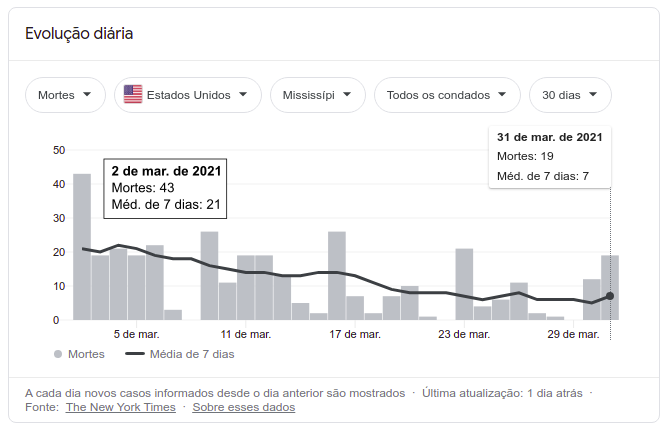 Evolução diária
Mortes
Estados Unidos
Mississípi
Todos os condados
30 dias
31 de mar. de 2021
Mortes: 19
Méd. de 7 dias: 7
2 de mar. de 2021
Mortes: 43
Méd. de 7 dias: 21
50
40
30
20
10
0
5 de mar.
11 de mar.
17 de mar.
23 de mar.
29 de mar.
Mortes
Média de 7 dias
A cada dia novos casos informados desde o dia anterior são mostrados · Última atualização: 1 dia atrás ·
Fonte: The New York Times · Sobre esses dados